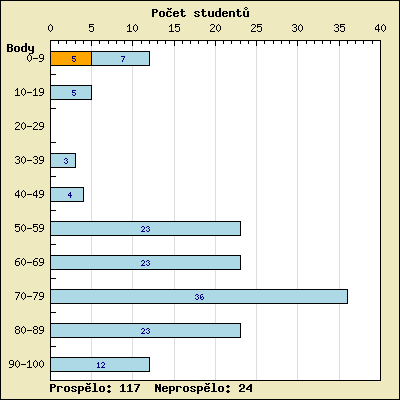 Počet studentů
0 5 10 15 20 25 30 35 40
Body
0-9 5 7
10-19 5
20-29
30-39 3
40-49 4
50-59 23
60-69 23
70-79 36
80-89 23
90-100 12
Prospělo: 117 Neprospělo: 24